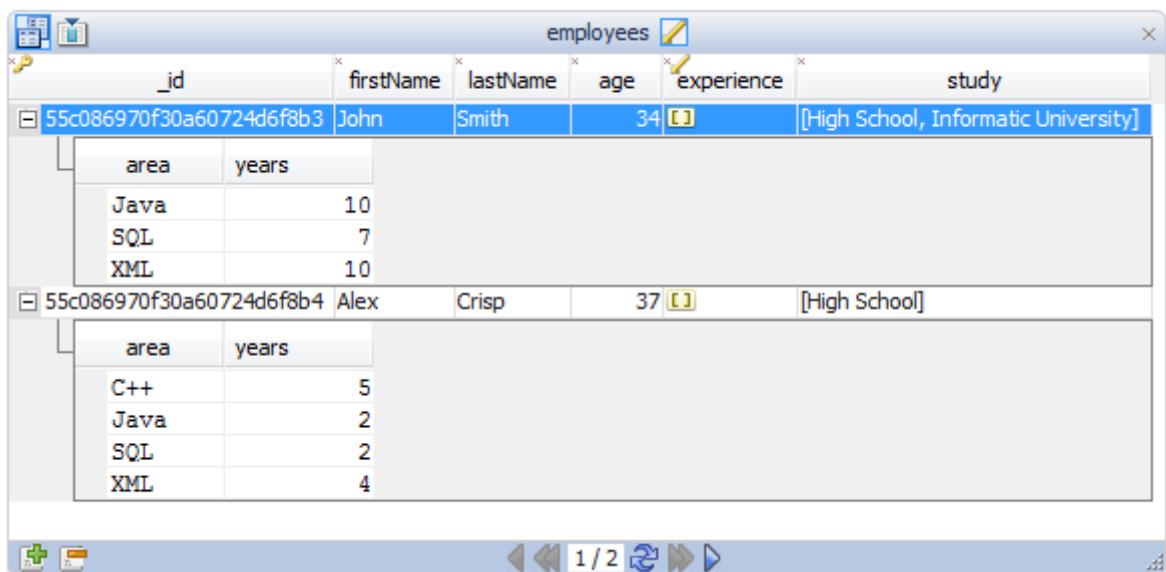 employees
_id firstName lastName age experience study
55c086970f30a60724d6f8b3 John Smith 34 [] [High School, Informatic University]
area years
Java 10
SQL 7
XML 10
55c086970f30a60724d6f8b4 Alex Crisp 37 [] [High School]
area years
C++ 5
Java 2
SQL 2
XML 4
1 / 2